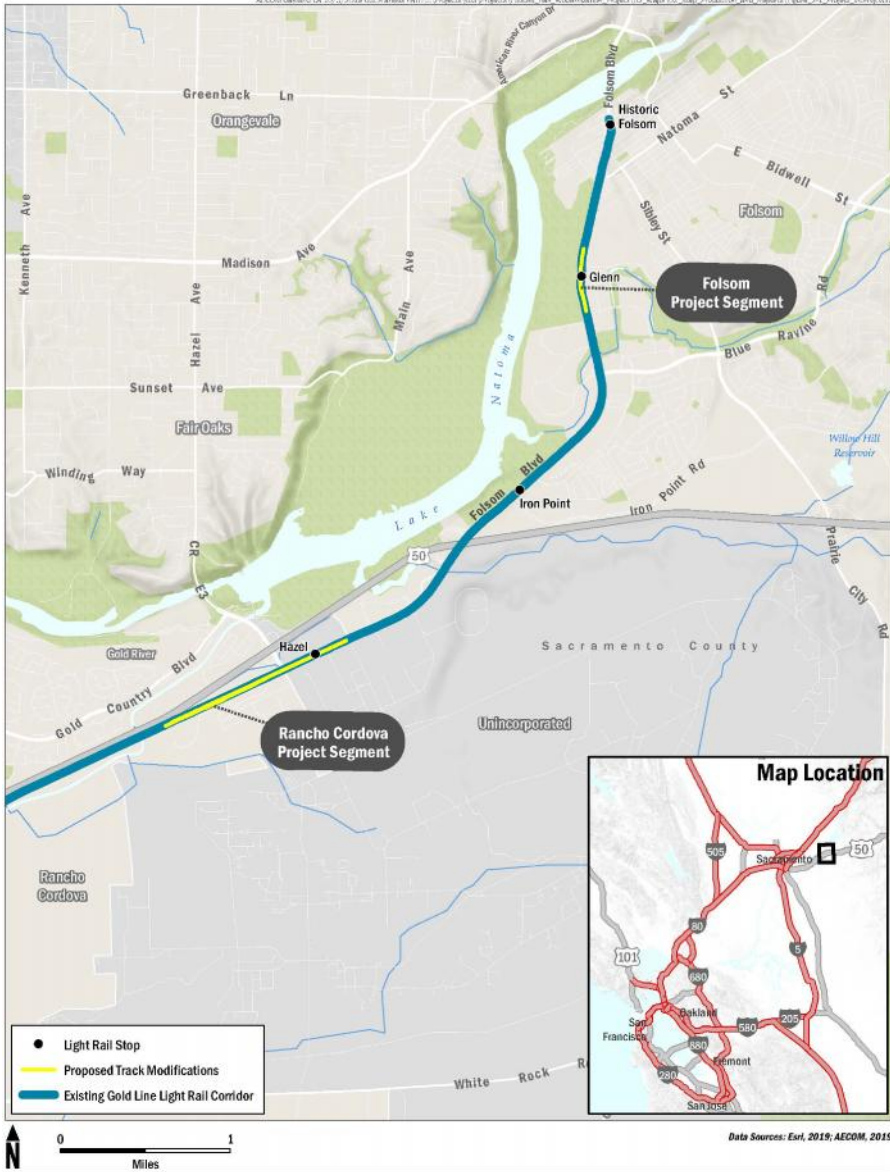 American River Canyon Dr
Folsom Blvd
Greenback Ln
Orangevale
Historic
Folsom
Natoma St
E Bidwell St
Kenneth Ave
Sibley St
Folsom
Madison Ave
Hazel Ave
Main Ave
Glenn
Folsom
Project Segment
Blue Ravine Rd
Sunset Ave
Fair Oaks
Lake Natoma
Willow Hill
Reservoir
Winding Way
Folsom Blvd
Iron Point
Iron Point Rd
50
CR E3
Prairie City Rd
Gold River
Hazel
Sacramento County
Gold Country Blvd
Unincorporated
Rancho Cordova
Project Segment
Rancho
Cordova
Map Location
505
Sacramento
50
80
101
5
680
Oakland
San
Francisco
580
205
880
Fremont
280
San Jose
Light Rail Stop
Proposed Track Modifications
Existing Gold Line Light Rail Corridor
White Rock
N
0
1
Miles
Data Sources: Esri, 2019; AECOM, 2019